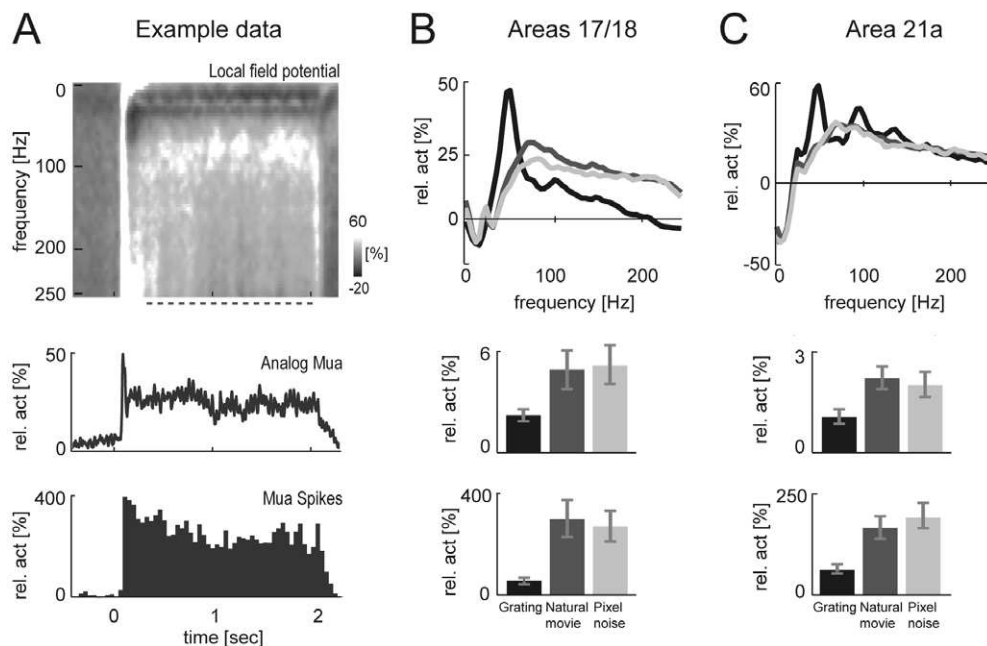 A
Example data
B
Areas 17/18
C
Area 21a
Local field potential
frequency [Hz]
0
100
200
250
60
[%]
-20
rel. act [%]
50
25
0
0
100
200
frequency [Hz]
rel. act [%]
60
0
-50
0
100
200
frequency [Hz]
Analog Mua
rel. act [%]
50
0
rel. act [%]
6
0
rel. act [%]
3
0
Mua Spikes
rel. act [%]
400
0
0
1
2
time [sec]
rel. act [%]
400
0
Grating
Natural
movie
Pixel
noise
rel. act [%]
250
0
Grating
Natural
movie
Pixel
noise